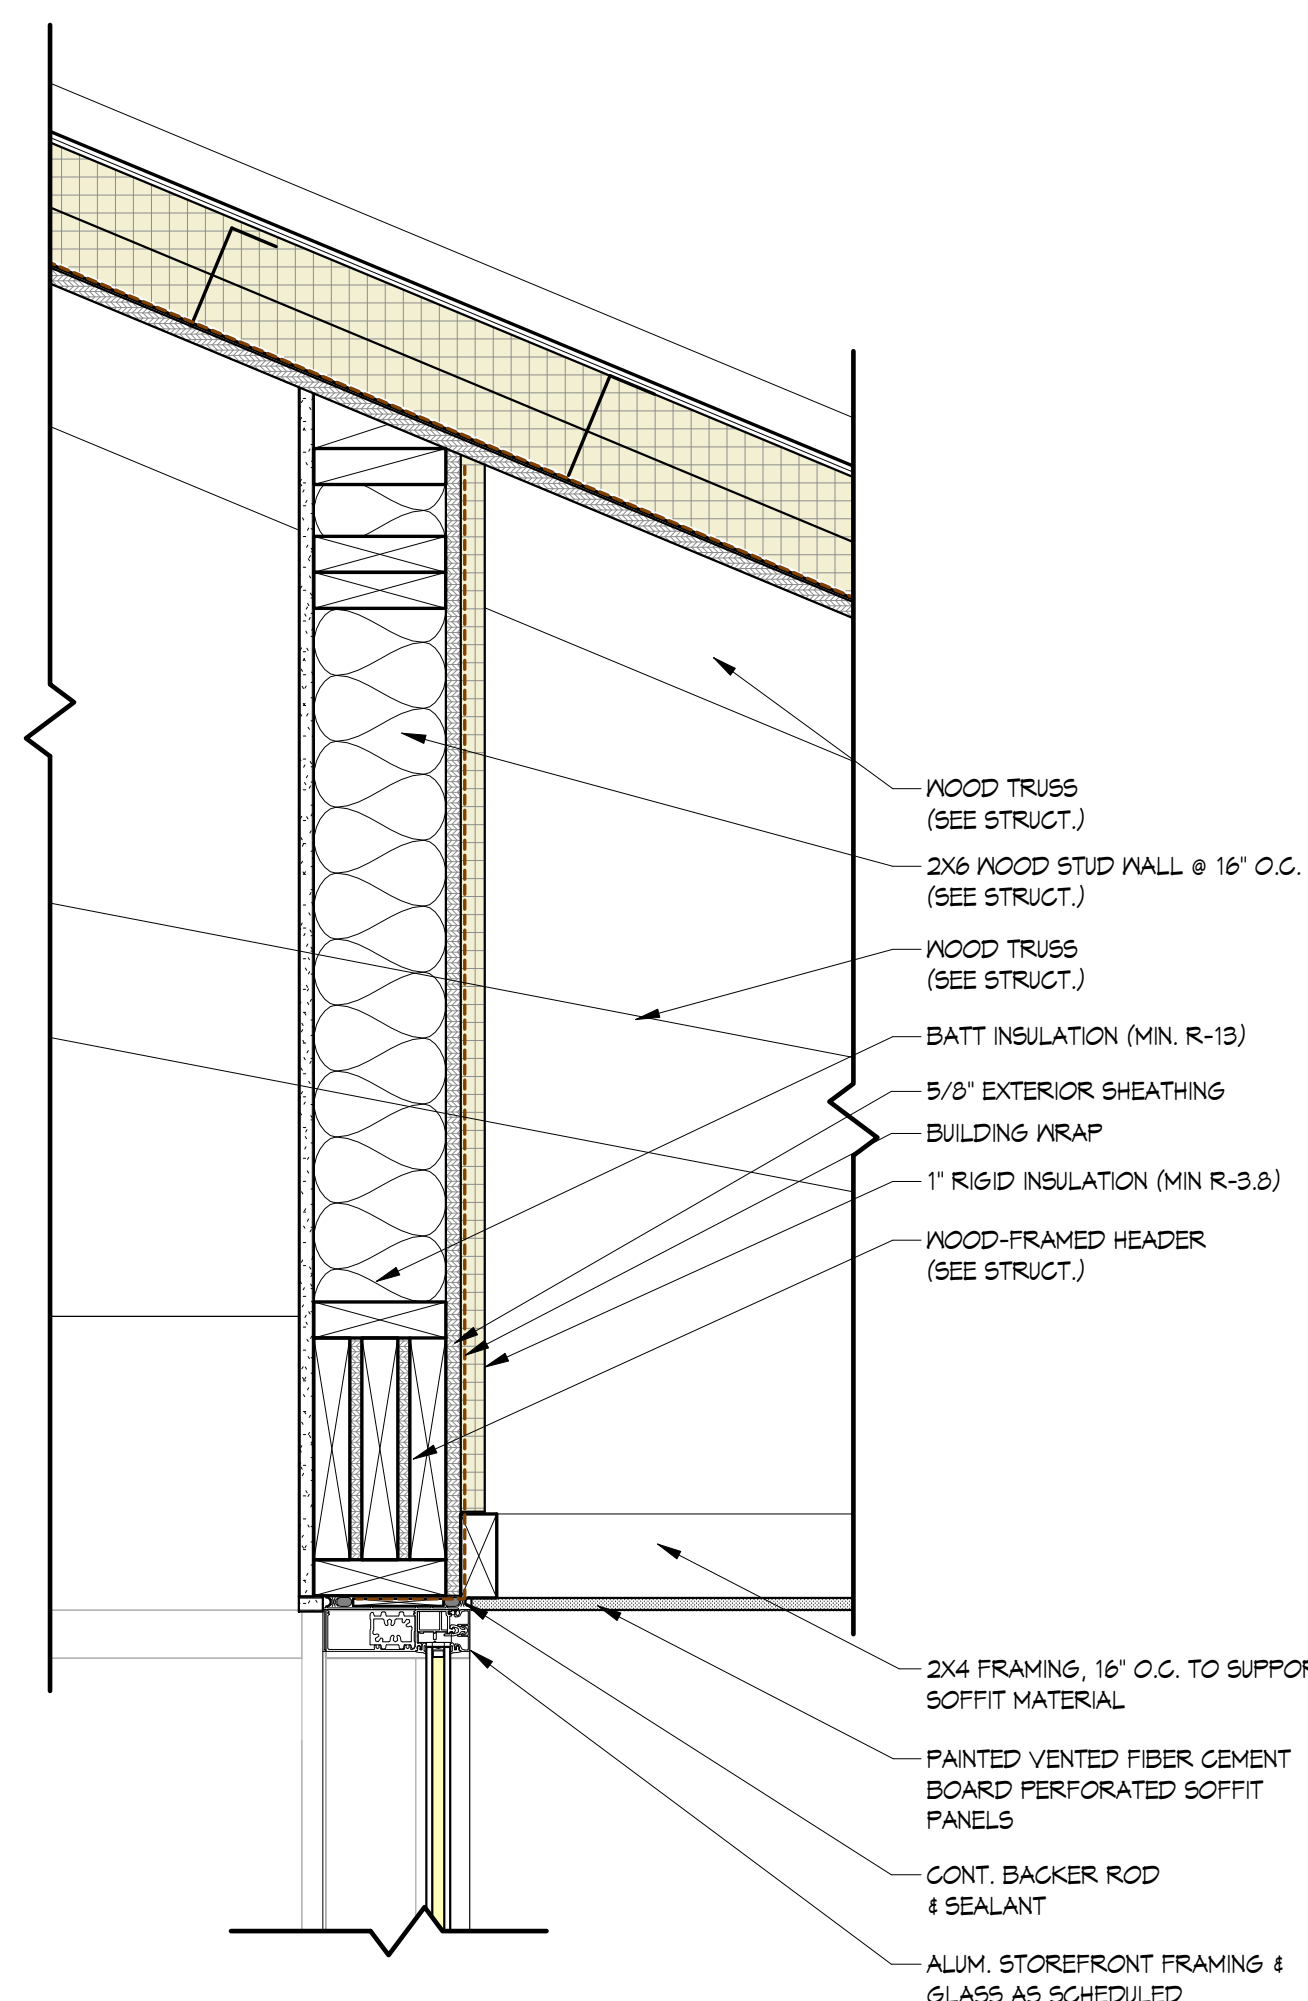 WOOD TRUSS
(SEE STRUCT.)
2X6 WOOD STUD WALL @ 16" O.C.
(SEE STRUCT.)
WOOD TRUSS
(SEE STRUCT.)
BATT INSULATION (MIN. R-13)
5/8" EXTERIOR SHEATHING
BUILDING WRAP
1" RIGID INSULATION (MIN R-3.8)
WOOD-FRAMED HEADER
(SEE STRUCT.)
2X4 FRAMING, 16" O.C. TO SUPPOR
SOFFIT MATERIAL
PAINTED VENTED FIBER CEMENT
BOARD PERFORATED SOFFIT
PANELS
CONT. BACKER ROD
& SEALANT
ALUM. STOREFRONT FRAMING &
GLASS AS SCHEDULED